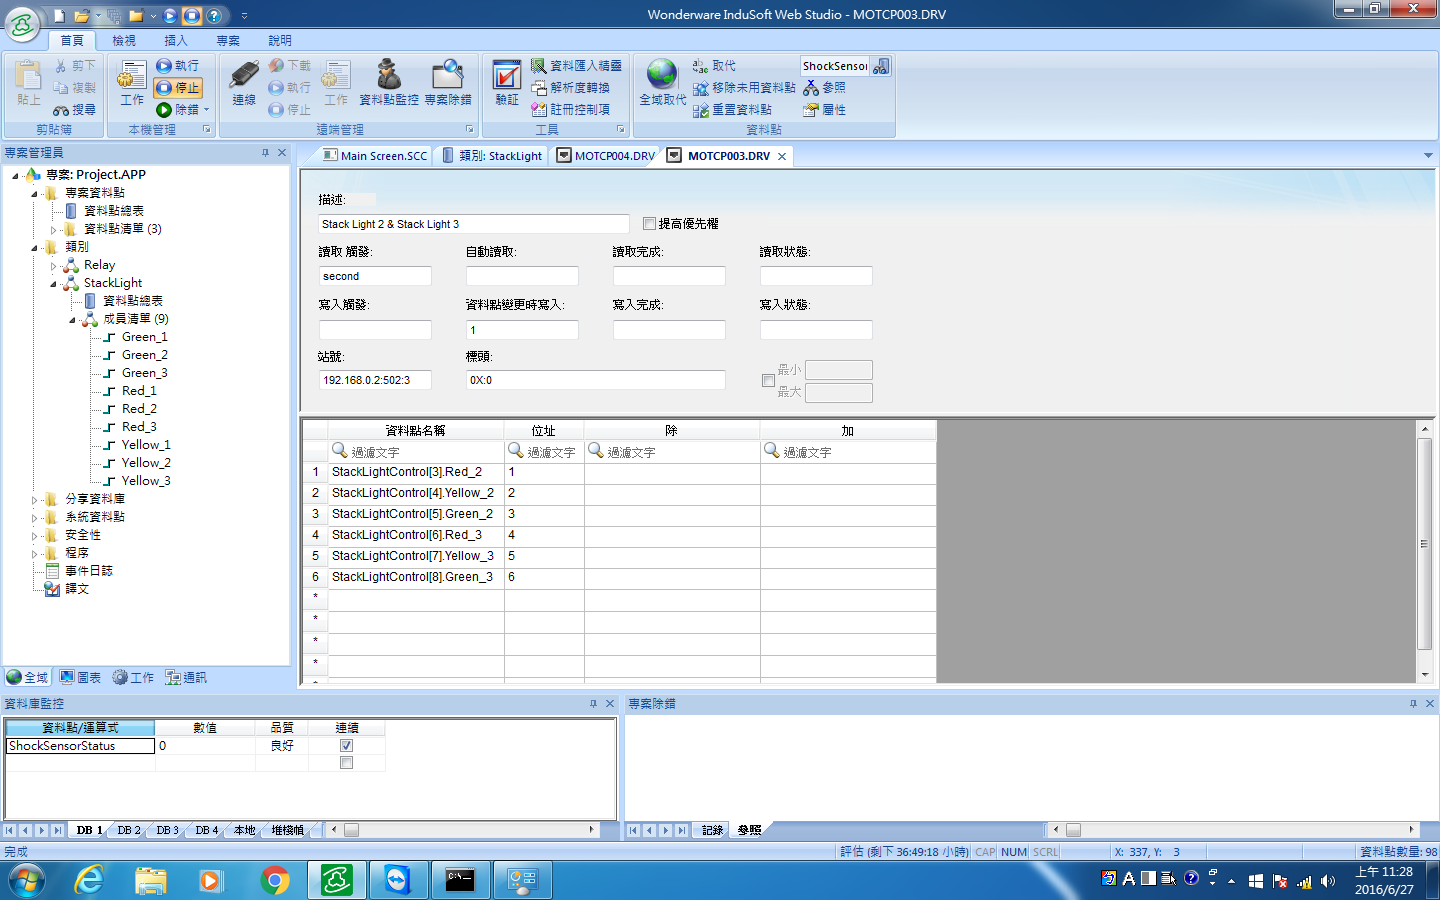 Wonderware InduSoft Web Studio - MOTCP003.DRV
首頁 檢視 插入 專案 說明
貼上 剪下 複製 搜尋
剪貼簿
工作 執行 停止 除錯
本機管理
連線 下載 執行 停止 工作 資料點監控 專案除錯
遠端管理
驗証 資料匯入精靈 解析度轉換 註冊控制項
工具
全域取代 取代 移除未用資料點 重置資料點 ShockSensor 參照 屬性
資料點
專案管理員
專案: Project.APP
專案資料點
資料點總表
資料點清單 (3)
類別
Relay
StackLight
資料點總表
成員清單 (9)
Green_1
Green_2
Green_3
Red_1
Red_2
Red_3
Yellow_1
Yellow_2
Yellow_3
分享資料庫
系統資料點
安全性
程序
事件日誌
譯文
全域 圖表 工作 通訊
Main Screen.SCC 類別: StackLight MOTCP004.DRV MOTCP003.DRV
描述:
Stack Light 2 & Stack Light 3 提高優先權
讀取 觸發: 自動讀取: 讀取完成: 讀取狀態:
second
寫入觸發: 資料點變更時寫入: 寫入完成: 寫入狀態:
1
站號: 標頭:
192.168.0.2:502:3 0X:0
最小
最大
資料點名稱 位址 除 加
過濾文字 過濾文字 過濾文字 過濾文字
1 StackLightControl[3].Red_2 1
2 StackLightControl[4].Yellow_2 2
3 StackLightControl[5].Green_2 3
4 StackLightControl[6].Red_3 4
5 StackLightControl[7].Yellow_3 5
6 StackLightControl[8].Green_3 6
*
*
*
*
資料庫監控
資料點/運算式 數值 品質 連續
ShockSensorStatus 0 良好
DB 1 DB 2 DB 3 DB 4 本地 堆棧幀
專案除錯
記錄 參照
完成
評估 (剩下 36:49:18 小時) CAP NUM SCRL X: 337, Y: 3 資料點數量: 98
上午 11:28
2016/6/27